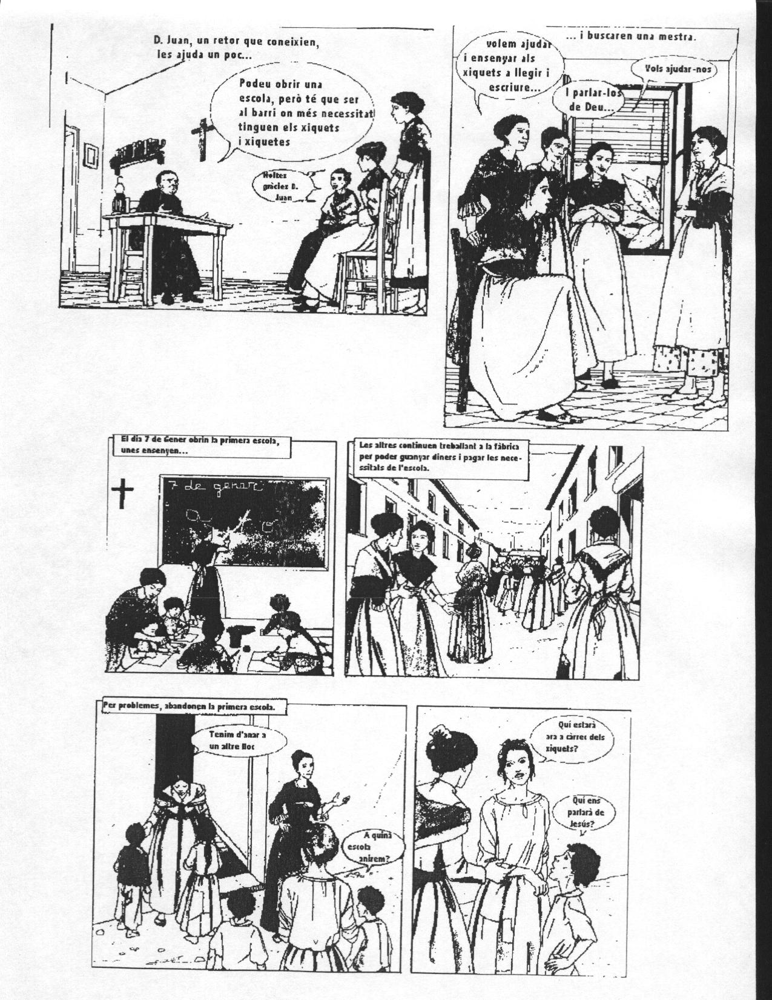 D. Juan, un retor que coneixien,
les ajuda un poc...
Podeu obrir una
escola, però té que ser
al barri on més necessitat
tinguen els xiquets
i xiquetes
Moltes
gràcies D.
Juan
... i buscaren una mestra.
volem ajudar
i ensenyar als
xiquets a llegir i
escriure...
I parlar-los
de Deu...
Vols ajudar-nos
El dia 7 de Gener obrin la primera escola,
unes ensenyen...
7 de gener
Les altres continuen treballant a la fàbrica
per poder guanyar diners i pagar les nece-
ssitats de l'escola.
Per problemes, abandonen la primera escola.
Tenim d'anar a
un altre lloc
A quina
escola
anirem?
Qui estarà
ara a càrrec dels
xiquets?
Qui ens
parlarà de
Jesús?